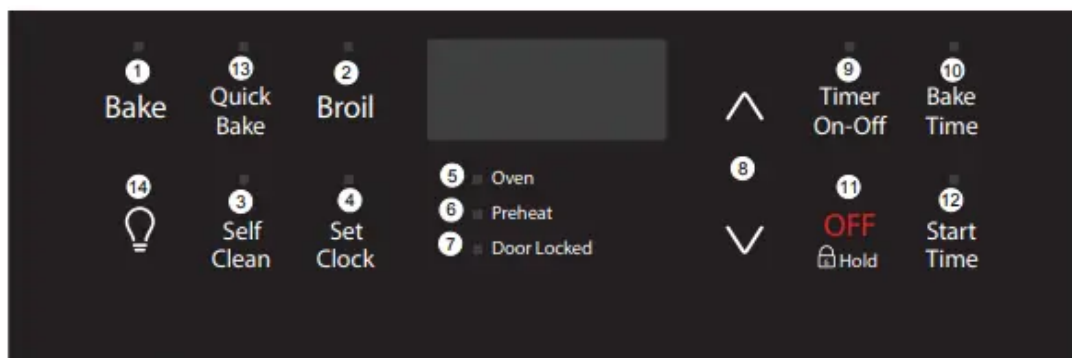 1
Bake
13
Quick
Bake
2
Broil
14
3
Self
Clean
4
Set
Clock
5 Oven
6 Preheat
7 Door Locked
8
9
Timer
On-Off
10
Bake
Time
11
OFF
Hold
12
Start
Time